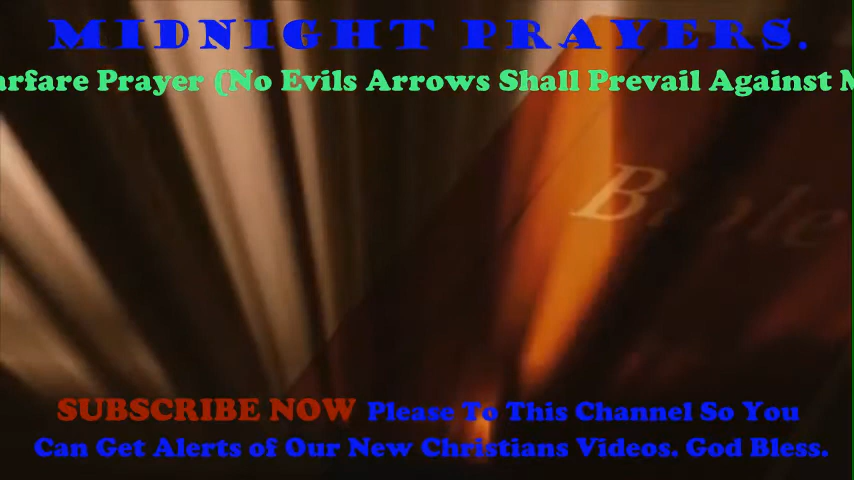 MIDNIGHT PRAYERS.
arfare Prayer (No Evils Arrows Shall Prevail Against M
Bible
SUBSCRIBE NOW Please To This Channel So You
Can Get Alerts of Our New Christians Videos. God Bless.